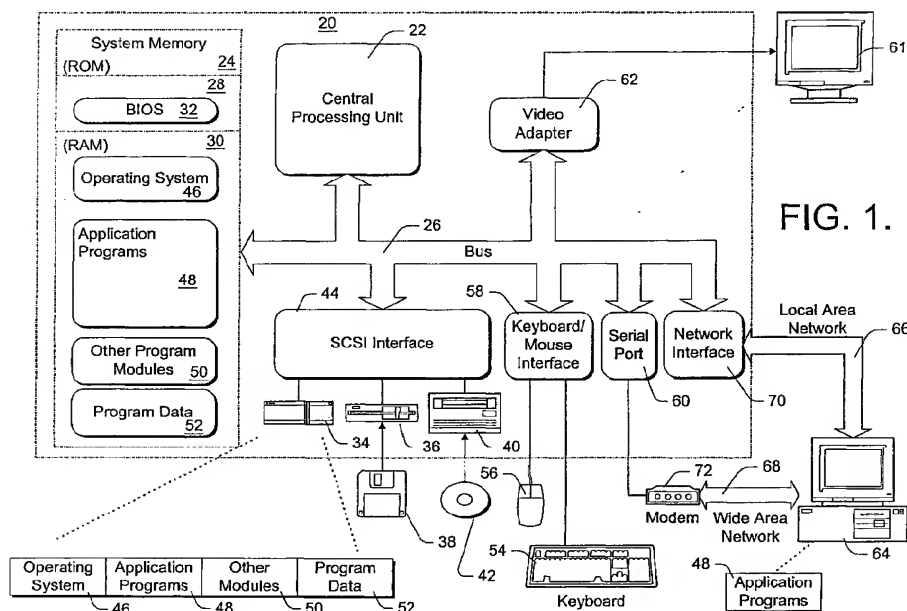 20
System Memory
(ROM)
24
28
BIOS 32
(RAM) 30
Operating System
46
Application
Programs
48
Other Program
Modules 50
Program Data
52
22
Central
Processing Unit
62
Video
Adapter
61
FIG. 1.
26
Bus
44
SCSI Interface
58
Keyboard/
Mouse
Interface
Serial
Port
60
Network
Interface
70
Local Area
Network
66
34
36
40
38
42
56
54
Keyboard
72
Modem
68
Wide Area
Network
64
48
Application
Programs
Operating
System
Application
Programs
Other
Modules
Program
Data
46
48
50
52